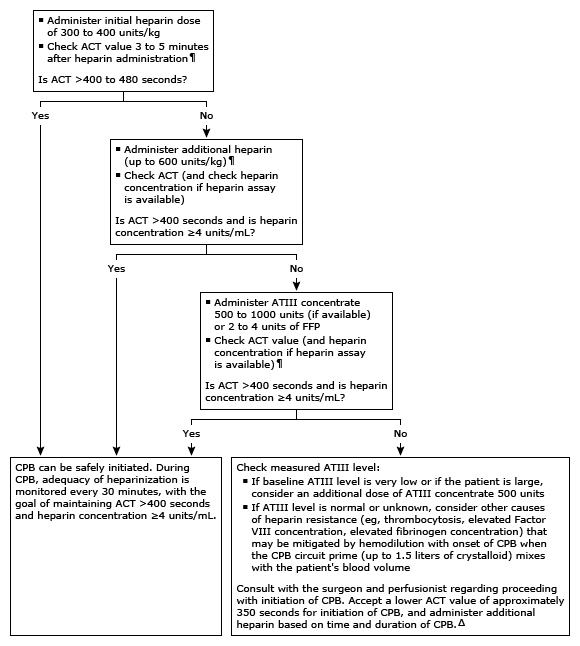 ▪ Administer initial heparin dose
of 300 to 400 units/kg
▪ Check ACT value 3 to 5 minutes
after heparin administration¶
Is ACT >400 to 480 seconds?
Yes
No
▪ Administer additional heparin
(up to 600 units/kg)¶
▪ Check ACT (and check heparin
concentration if heparin assay
is available)
Is ACT >400 seconds and is heparin
concentration ≥4 units/mL?
Yes
No
▪ Administer ATIII concentrate
500 to 1000 units (if available)
or 2 to 4 units of FFP
▪ Check ACT value (and heparin
concentration if heparin assay
is available)¶
Is ACT >400 seconds and is heparin
concentration ≥4 units/mL?
Yes
No
CPB can be safely initiated. During
CPB, adequacy of heparinization is
monitored every 30 minutes, with the
goal of maintaining ACT >400 seconds
and heparin concentration ≥4 units/mL.
Check measured ATIII level:
▪ If baseline ATIII level is very low or if the patient is large,
consider an additional dose of ATIII concentrate 500 units
▪ If ATIII level is normal or unknown, consider other causes
of heparin resistance (eg, thrombocytosis, elevated Factor
VIII concentration, elevated fibrinogen concentration) that
may be mitigated by hemodilution with onset of CPB when
the CPB circuit prime (up to 1.5 liters of crystalloid) mixes
with the patient's blood volume
Consult with the surgeon and perfusionist regarding proceeding
with initiation of CPB. Accept a lower ACT value of approximately
350 seconds for initiation of CPB, and administer additional
heparin based on time and duration of CPB.Δ